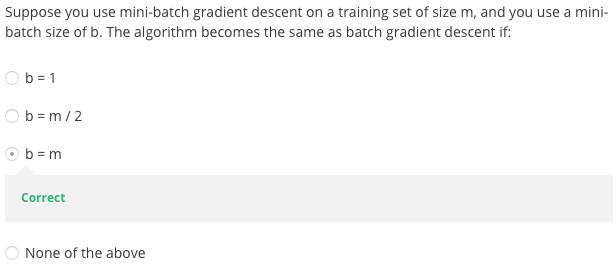 Suppose you use mini-batch gradient descent on a training set of size m, and you use a mini-
batch size of b. The algorithm becomes the same as batch gradient descent if:
b = 1
b = m / 2
b = m
Correct
None of the above